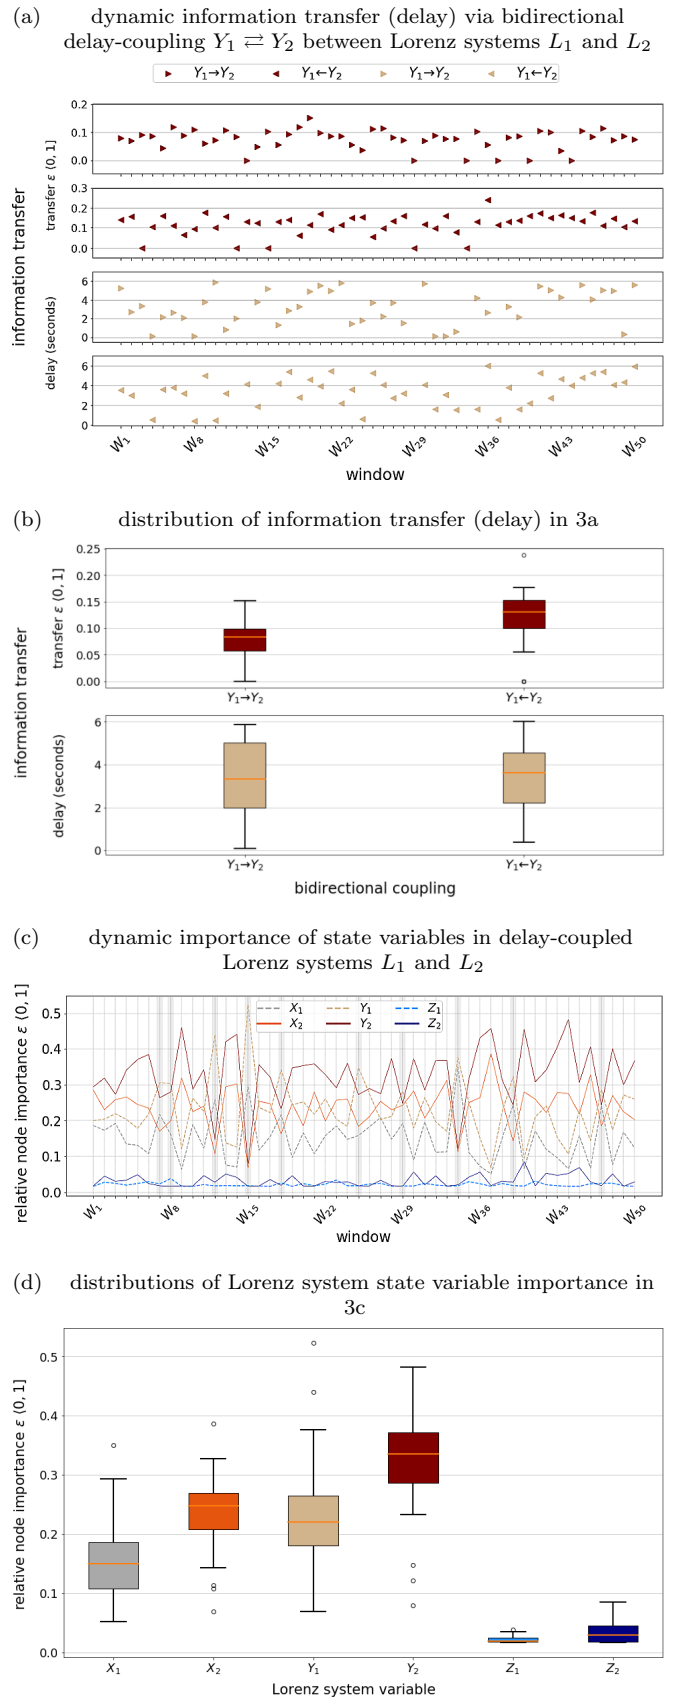 (a) dynamic information transfer (delay) via bidirectional
delay-coupling Y₁ ⇄ Y₂ between Lorenz systems L₁ and L₂
Y₁→Y₂ Y₁←Y₂ Y₁→Y₂ Y₁←Y₂
information transfer
transfer ε (0, 1]
delay (seconds)
0.2
0.1
0.0
0.3
0.2
0.1
0.0
6
4
2
0
6
4
2
0
W₁ W₈ W₁₅ W₂₂ W₂₉ W₃₆ W₄₃ W₅₀
window
(b) distribution of information transfer (delay) in 3a
information transfer
transfer ε (0, 1]
0.25
0.20
0.15
0.10
0.05
0.00
Y₁→Y₂ Y₁←Y₂
delay (seconds)
6
4
2
0
Y₁→Y₂ Y₁←Y₂
bidirectional coupling
(c) dynamic importance of state variables in delay-coupled
Lorenz systems L₁ and L₂
relative node importance ε (0, 1]
X₁ Y₁ Z₁
X₂ Y₂ Z₂
0.5
0.4
0.3
0.2
0.1
0.0
W₁ W₈ W₁₅ W₂₂ W₂₉ W₃₆ W₄₃ W₅₀
window
(d) distributions of Lorenz system state variable importance in
3c
relative node importance ε (0, 1]
0.5
0.4
0.3
0.2
0.1
0.0
X₁ X₂ Y₁ Y₂ Z₁ Z₂
Lorenz system variable